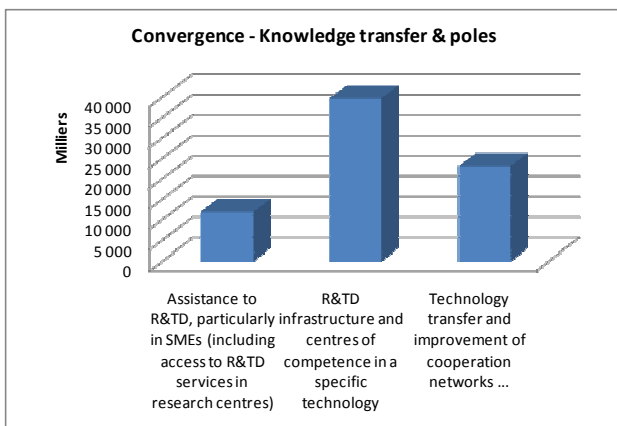 Convergence - Knowledge transfer & poles
Milliers
40 000
35 000
30 000
25 000
20 000
15 000
10 000
5 000
0
Assistance to
R&TD, particularly
in SMEs (including
access to R&TD
services in
research centres)
R&TD
infrastructure and
centres of
competence in a
specific
technology
Technology
transfer and
improvement of
cooperation
networks ...